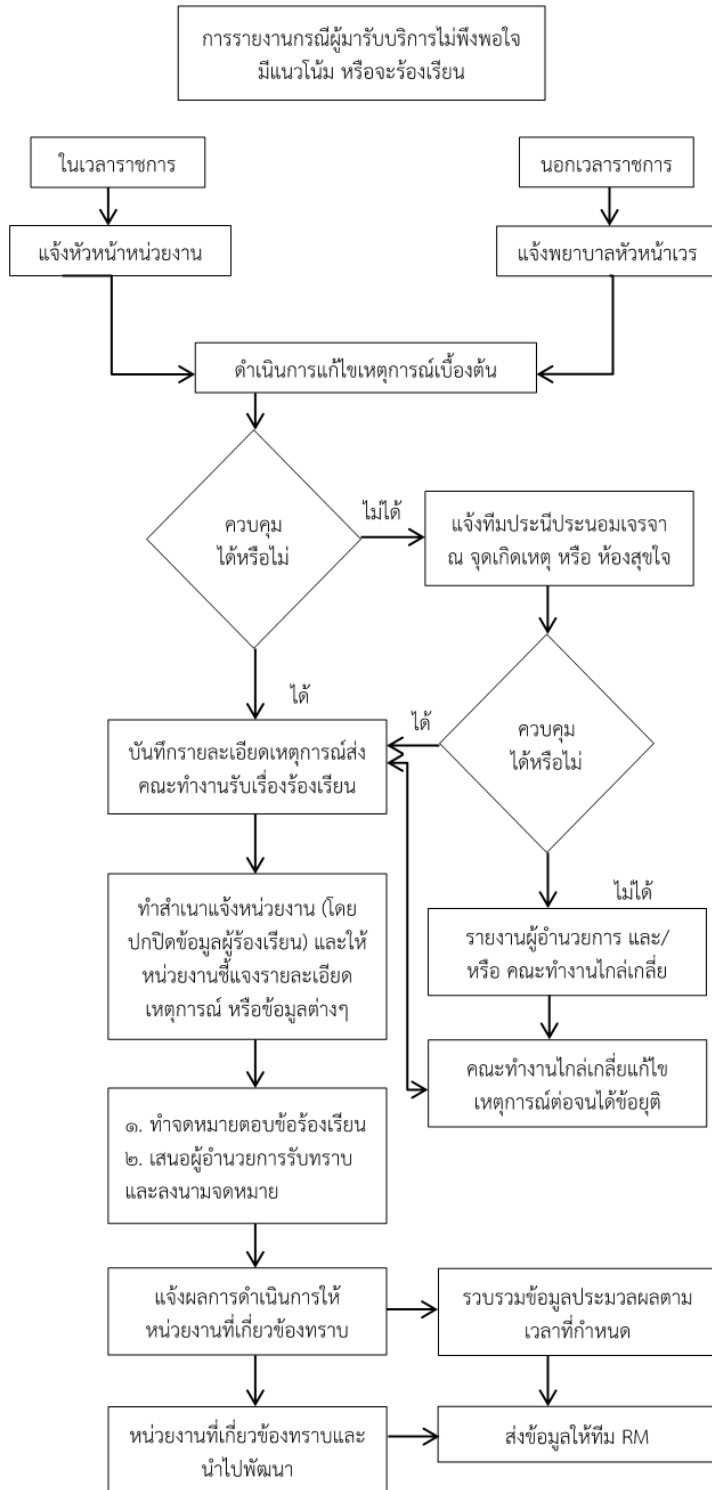 การรายงานกรณีผู้มารับบริการไม่พึงพอใจ
มีแนวโน้ม หรือจะร้องเรียน
ในเวลาราชการ
นอกเวลาราชการ
แจ้งหัวหน้าหน่วยงาน
แจ้งพยาบาลหัวหน้าเวร
ดำเนินการแก้ไขเหตุการณ์เบื้องต้น
ควบคุม
ได้หรือไม่
ไม่ได้
แจ้งทีมประนีประนอมเจรจา
ณ จุดเกิดเหตุ หรือ ห้องสุขใจ
ได้
ได้
ควบคุม
ได้หรือไม่
บันทึกรายละเอียดเหตุการณ์ส่ง
คณะทำงานรับเรื่องร้องเรียน
ไม่ได้
ทำสำเนาแจ้งหน่วยงาน (โดย
ปกปิดข้อมูลผู้ร้องเรียน) และให้
หน่วยงานชี้แจงรายละเอียด
เหตุการณ์ หรือข้อมูลต่างๆ
รายงานผู้อำนวยการ และ/
หรือ คณะทำงานไกล่เกลี่ย
คณะทำงานไกล่เกลี่ยแก้ไข
เหตุการณ์ต่อจนได้ข้อยุติ
๑. ทำจดหมายตอบข้อร้องเรียน
๒. เสนอผู้อำนวยการรับทราบ
และลงนามจดหมาย
แจ้งผลการดำเนินการให้
หน่วยงานที่เกี่ยวข้องทราบ
รวบรวมข้อมูลประมวลผลตาม
เวลาที่กำหนด
หน่วยงานที่เกี่ยวข้องทราบและ
นำไปพัฒนา
ส่งข้อมูลให้ทีม RM